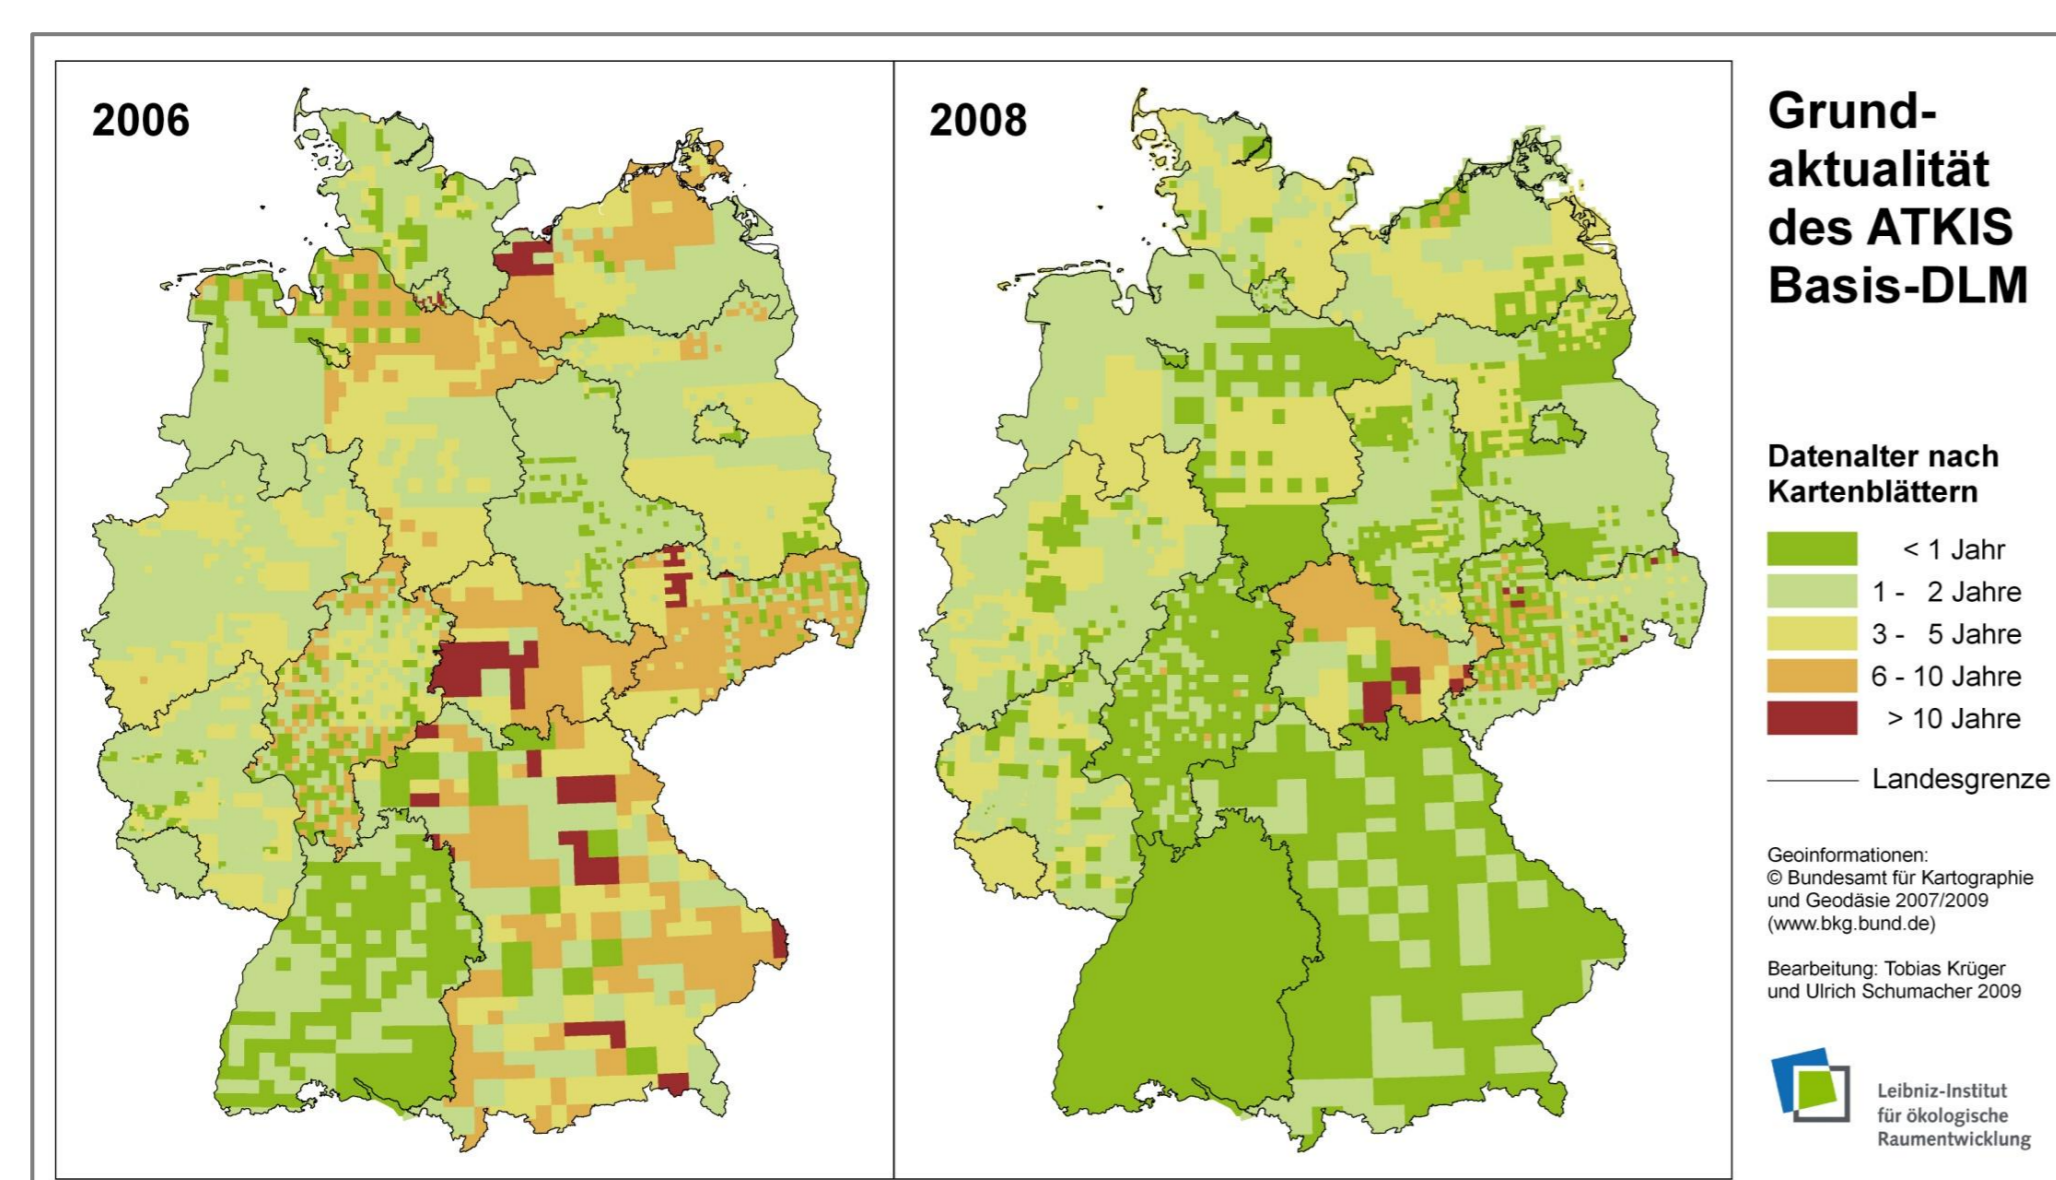 2006
2008
Grund-
aktualität
des ATKIS
Basis-DLM
Datenalter nach
Kartenblättern
< 1 Jahr
1 - 2 Jahre
3 - 5 Jahre
6 - 10 Jahre
> 10 Jahre
Landesgrenze
Geoinformationen:
© Bundesamt für Kartographie
und Geodäsie 2007/2009
(www.bkg.bund.de)
Bearbeitung: Tobias Krüger
und Ulrich Schumacher 2009
Leibniz-Institut
für ökologische
Raumentwicklung